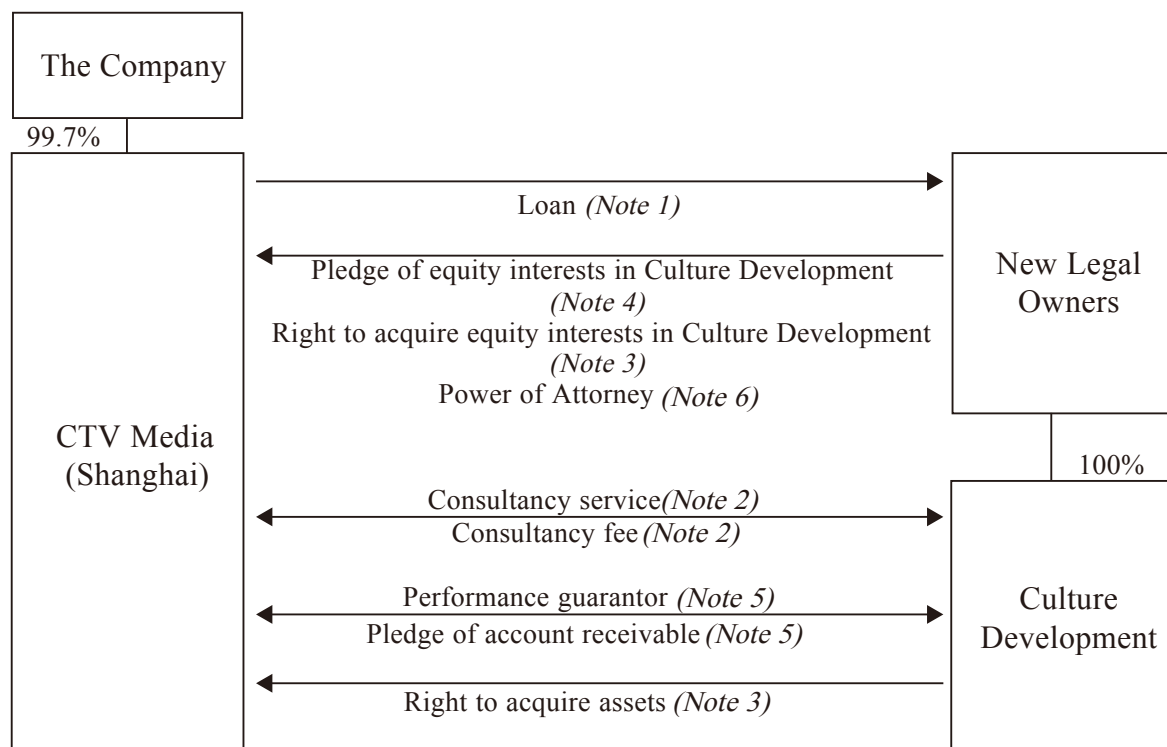 The Company
99.7%
Loan (Note 1)
Pledge of equity interests in Culture Development
(Note 4)
Right to acquire equity interests in Culture Development
(Note 3)
Power of Attorney (Note 6)
New Legal
Owners
CTV Media
(Shanghai)
100%
Consultancy service(Note 2)
Consultancy fee (Note 2)
Performance guarantor (Note 5)
Pledge of account receivable (Note 5)
Culture
Development
Right to acquire assets (Note 3)